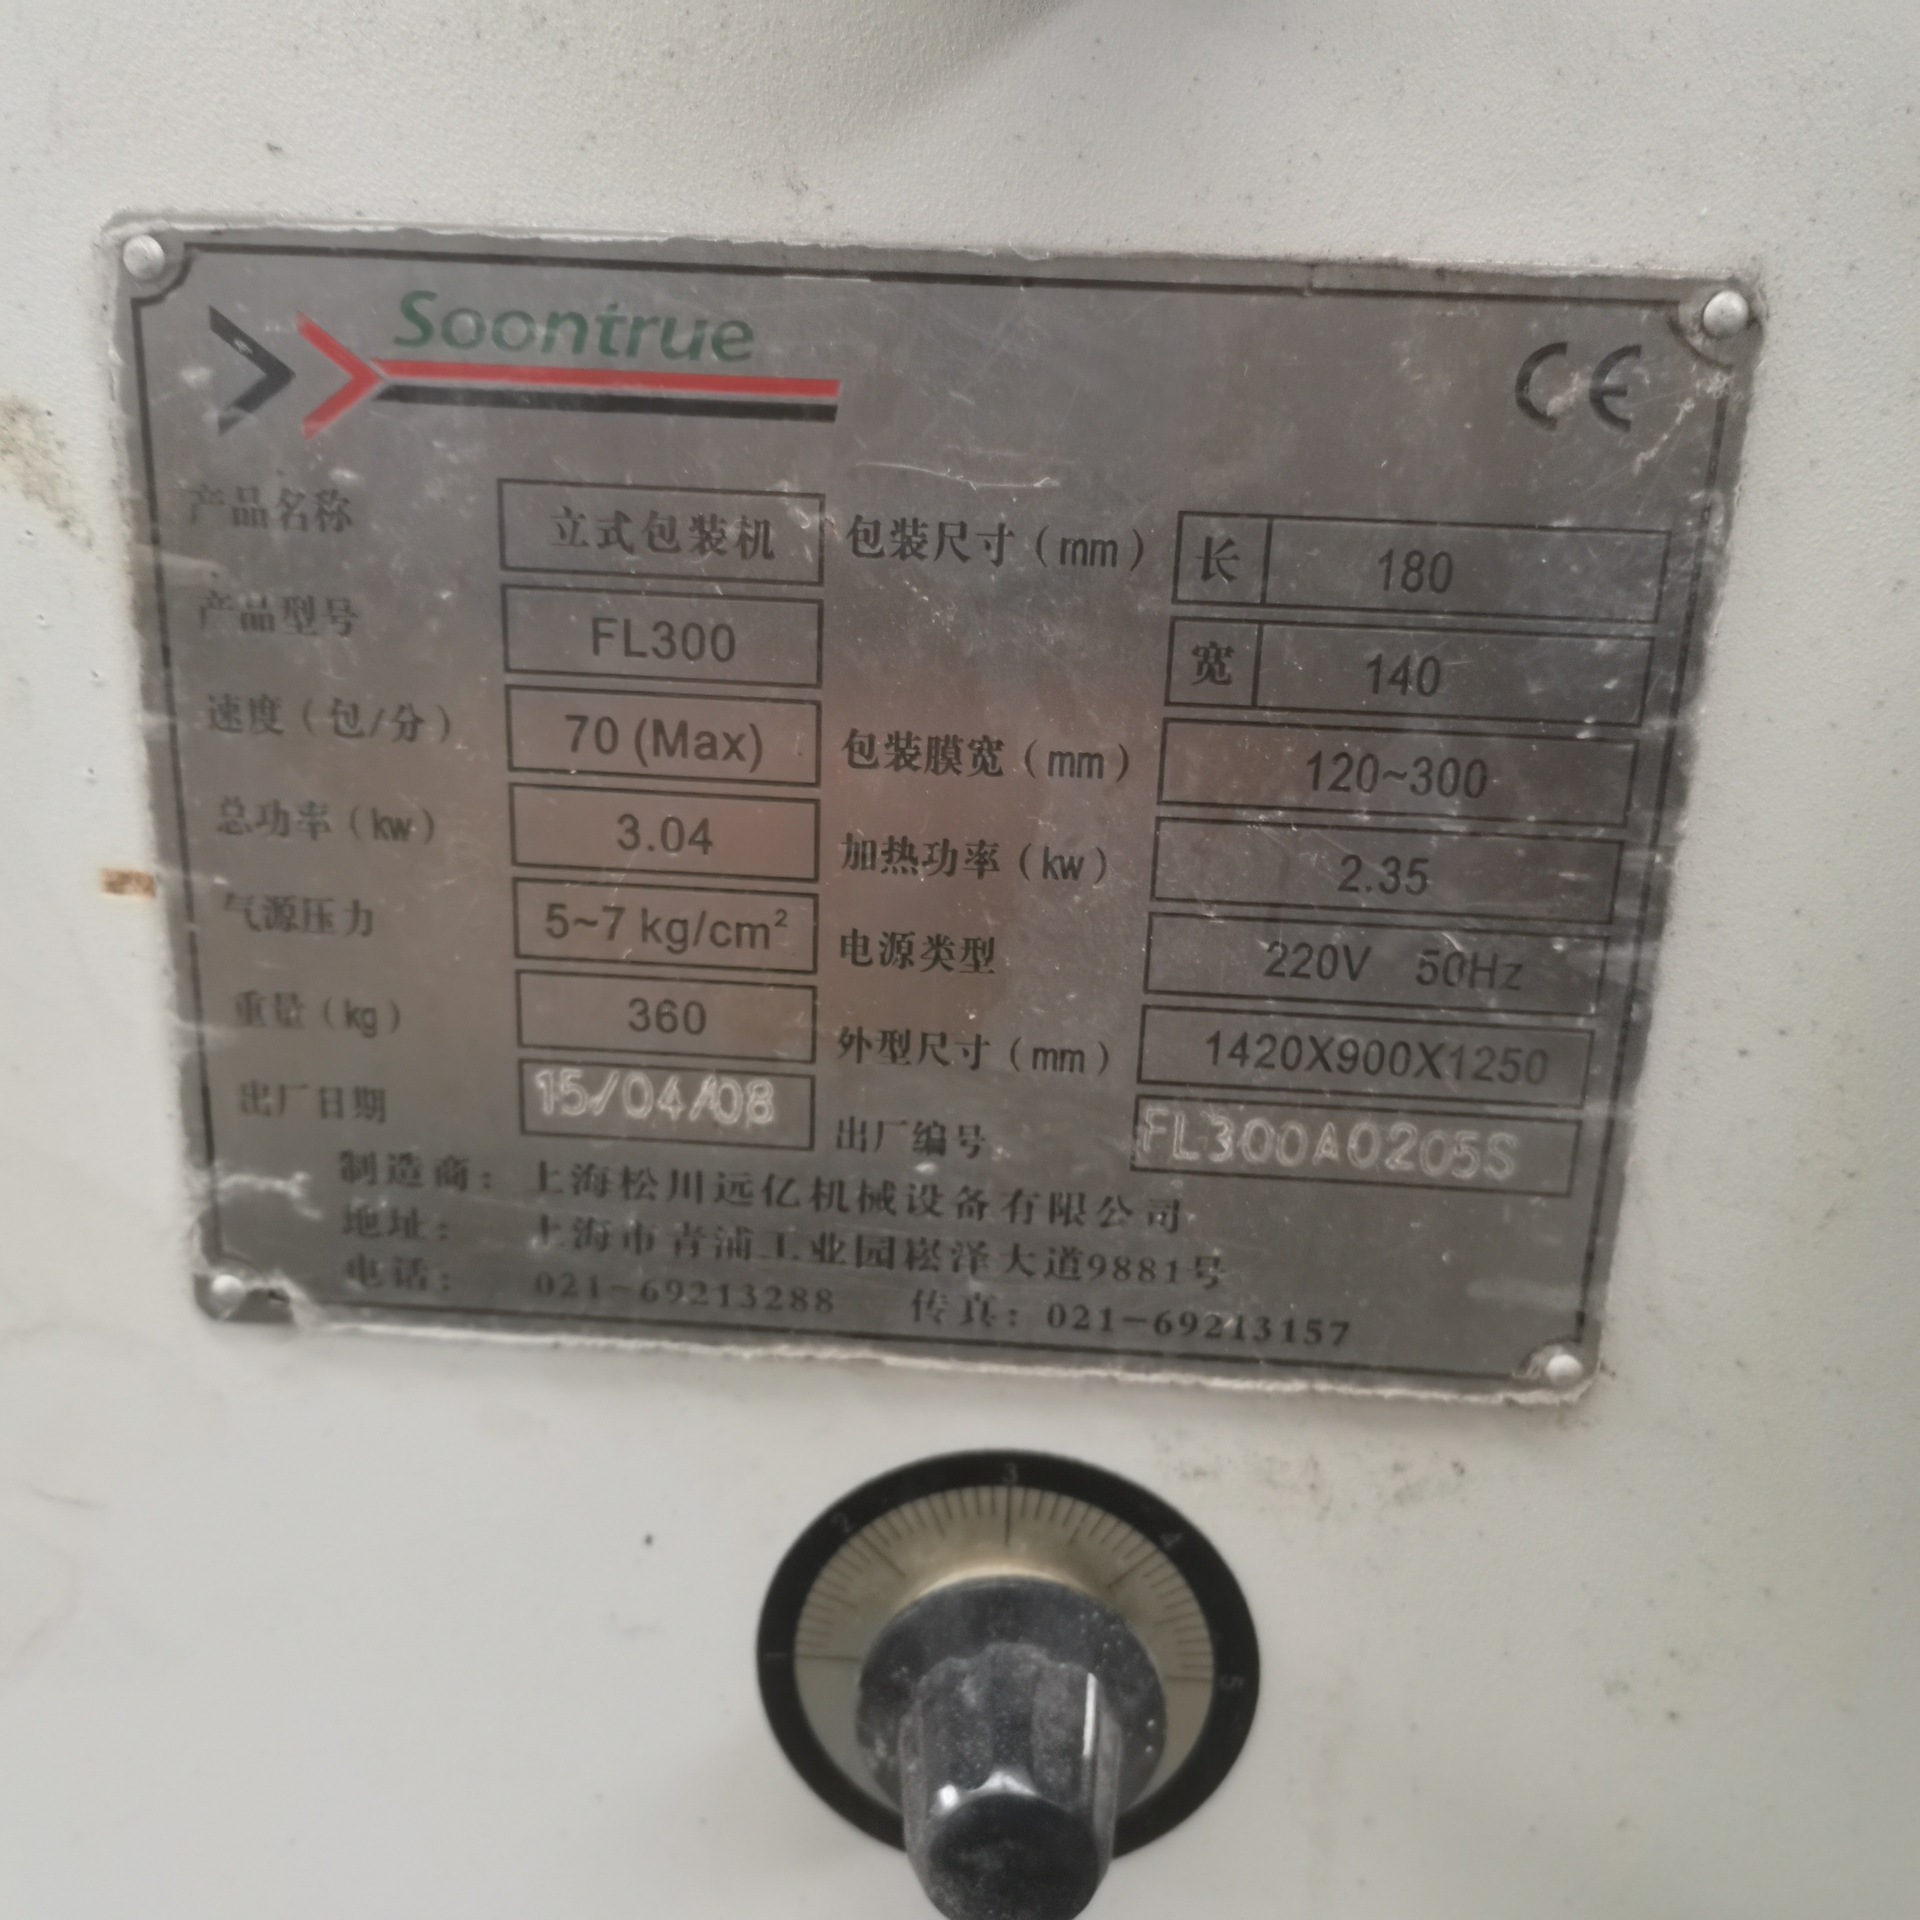 Soontrue
CE
产品名称 立式包装机 包装尺寸（mm） 长 180
产品型号 FL300 宽 140
速度（包/分） 70 (Max) 包装膜宽（mm） 120~300
总功率（kw） 3.04 加热功率（kw） 2.35
气源压力 5~7 kg/cm² 电源类型 220V 50Hz
重量（kg） 360 外型尺寸（mm） 1420X900X1250
出厂日期 15/04/08 出厂编号 FL300A0205S
制造商： 上海松川远亿机械设备有限公司
地址： 上海市青浦工业园崧泽大道9881号
电话： 021-69213288 传真：021-69213157
1 2 3 4 5